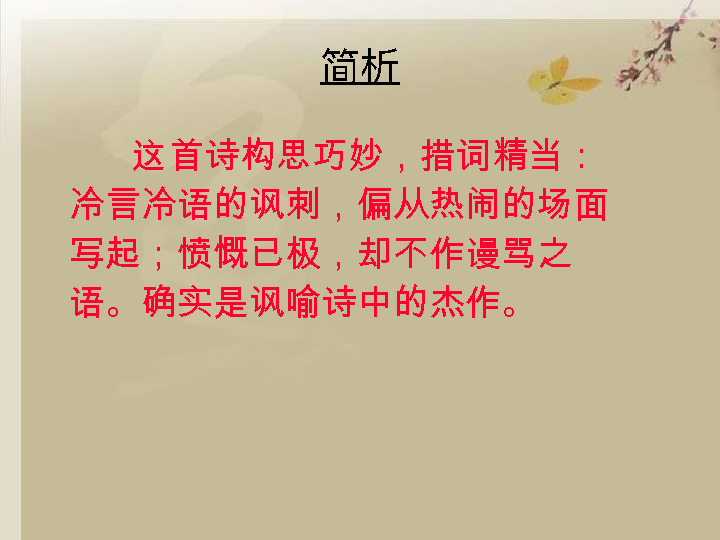 简析
这首诗构思巧妙，措词精当：
冷言冷语的讽刺，偏从热闹的场面
写起；愤慨已极，却不作谩骂之
语。确实是讽喻诗中的杰作。